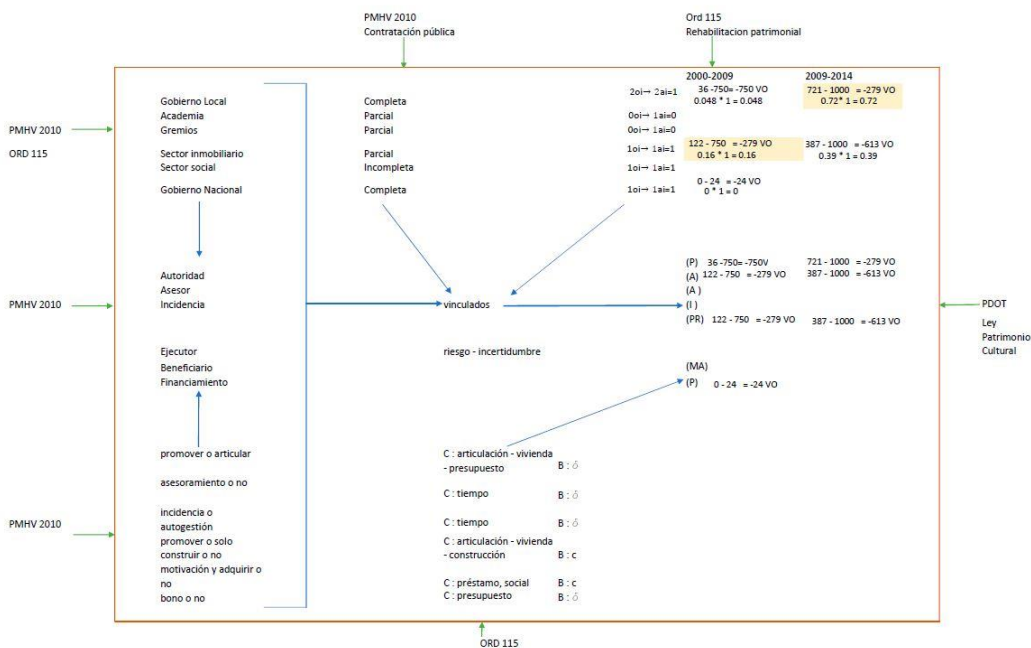 PMHV 2010
Contratación pública
Ord 115
Rehabilitacion patrimonial
2000-2009
2009-2014
Gobierno Local
Completa
2oi→ 2ai=1
36 -750= -750 VO
0.048 * 1 = 0.048
721 - 1000 = -279 VO
0.72 * 1 = 0.72
Academia
Parcial
0oi→ 1ai=0
Gremios
Parcial
0oi→ 1ai=0
PMHV 2010
ORD 115
Sector inmobiliario
Parcial
1oi→ 1ai=1
122 - 750 = -279 VO
0.16 * 1 = 0.16
387 - 1000 = -613 VO
0.39 * 1 = 0.39
Sector social
Incompleta
1oi→ 1ai=1
Gobierno Nacional
Completa
1oi→ 1ai=1
0 - 24 = -24 VO
0 * 1 = 0
(P) 36 -750= -750V
721 - 1000 = -279 VO
Autoridad
(A) 122 - 750 = -279 VO
387 - 1000 = -613 VO
Asesor
(A )
PMHV 2010
Incidencia
vinculados
(I )
(PR) 122 - 750 = -279 VO
387 - 1000 = -613 VO
PDOT
Ley
Patrimonio
Cultural
Ejecutor
riesgo - incertidumbre
Beneficiario
(MA)
Financiamiento
(P) 0 - 24 = -24 VO
promover o articular
C : articulación - vivienda
- presupuesto
B : ó
asesoramiento o no
C : tiempo
B : ó
PMHV 2010
incidencia o
autogestión
C : tiempo
B : ó
promover o solo
construir o no
C : articulación - vivienda
- construcción
B : c
motivación y adquirir o
no
C : préstamo, social
B : c
bono o no
C : presupuesto
B : ó
ORD 115